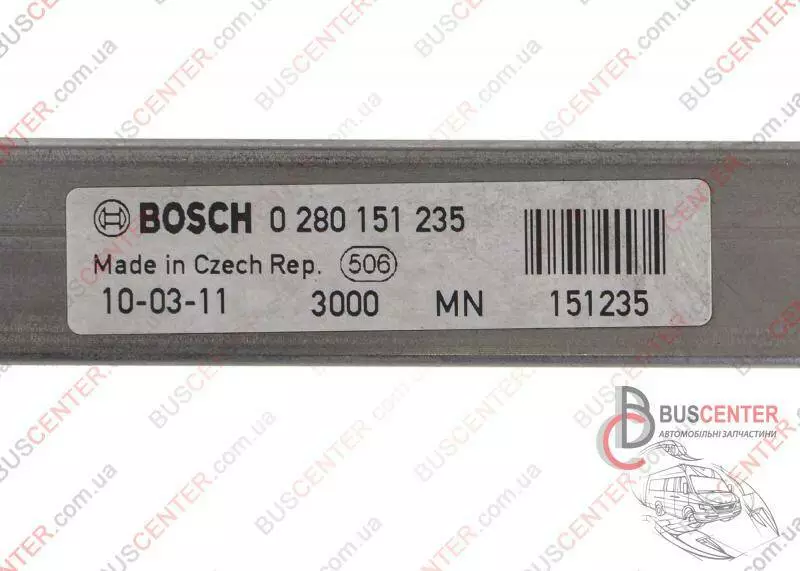 BOSCH 0 280 151 235
Made in Czech Rep. 506
10-03-11 3000 MN 151235
BUSCENTER
АВТОМОБІЛЬНІ ЗАПЧАСТИНИ
BUSCENTER.com.ua